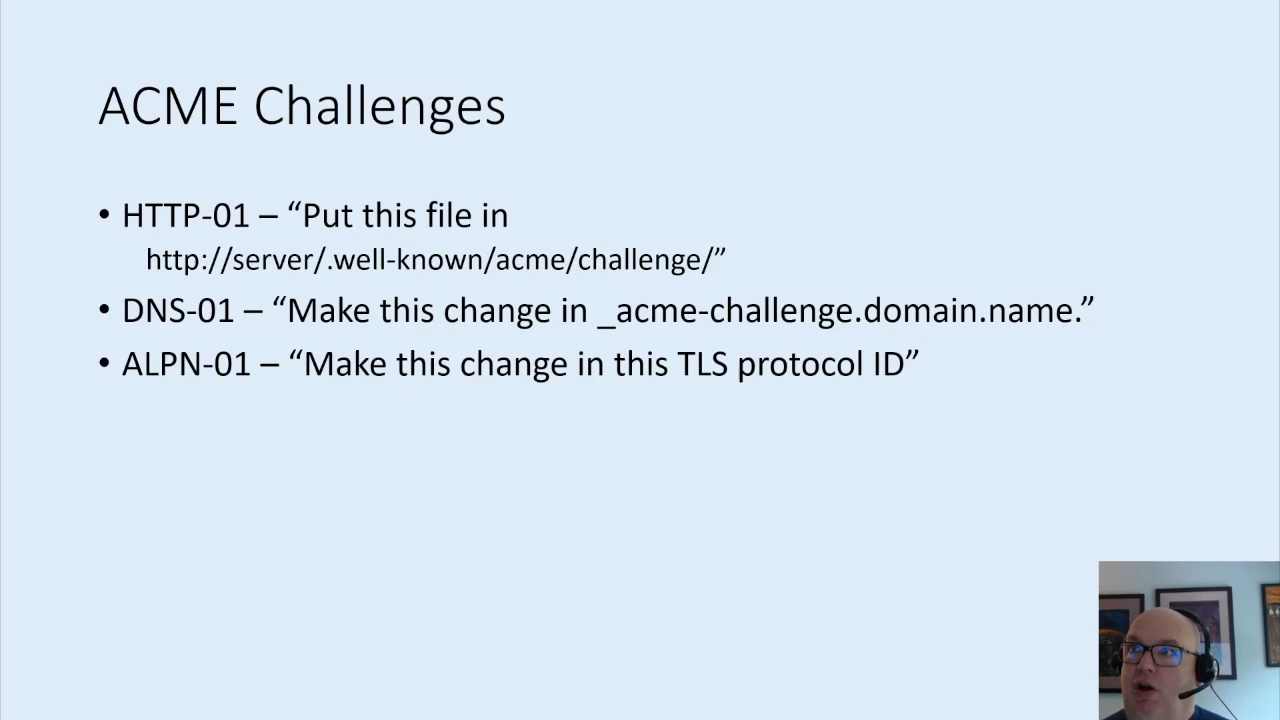 ACME Challenges
• HTTP-01 – “Put this file in
http://server/.well-known/acme/challenge/”
• DNS-01 – “Make this change in _acme-challenge.domain.name.”
• ALPN-01 – “Make this change in this TLS protocol ID”